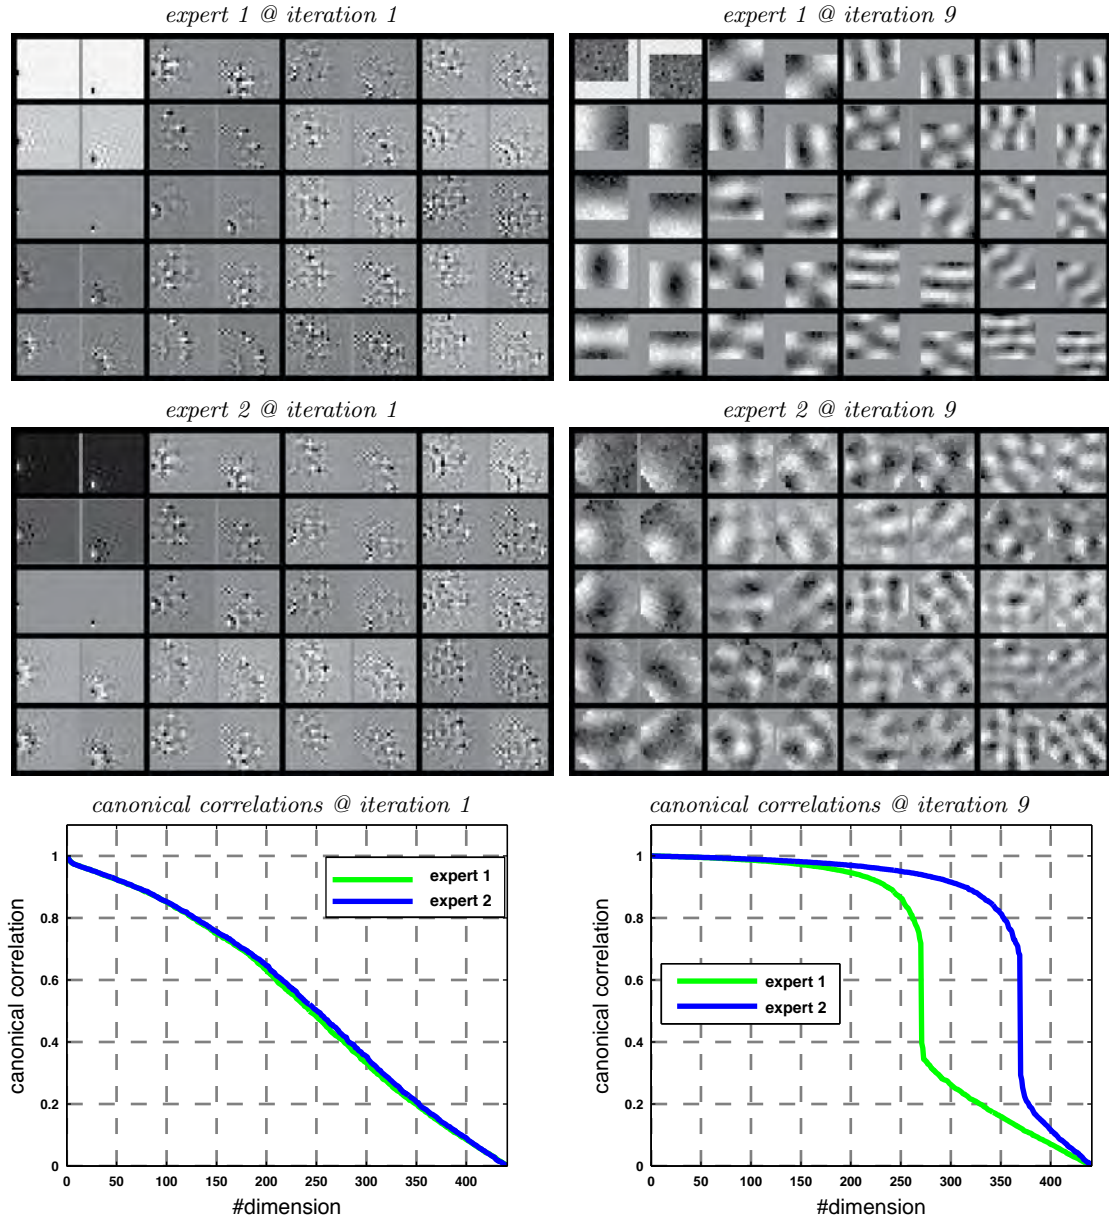 expert 1 @ iteration 1
expert 1 @ iteration 9
expert 2 @ iteration 1
expert 2 @ iteration 9
canonical correlations @ iteration 1
canonical correlations @ iteration 9
canonical correlation
1
0.8
0.6
0.4
0.2
0
expert 1
expert 2
0 50 100 150 200 250 300 350 400
#dimension
canonical correlation
1
0.8
0.6
0.4
0.2
0
expert 1
expert 2
0 50 100 150 200 250 300 350 400
#dimension